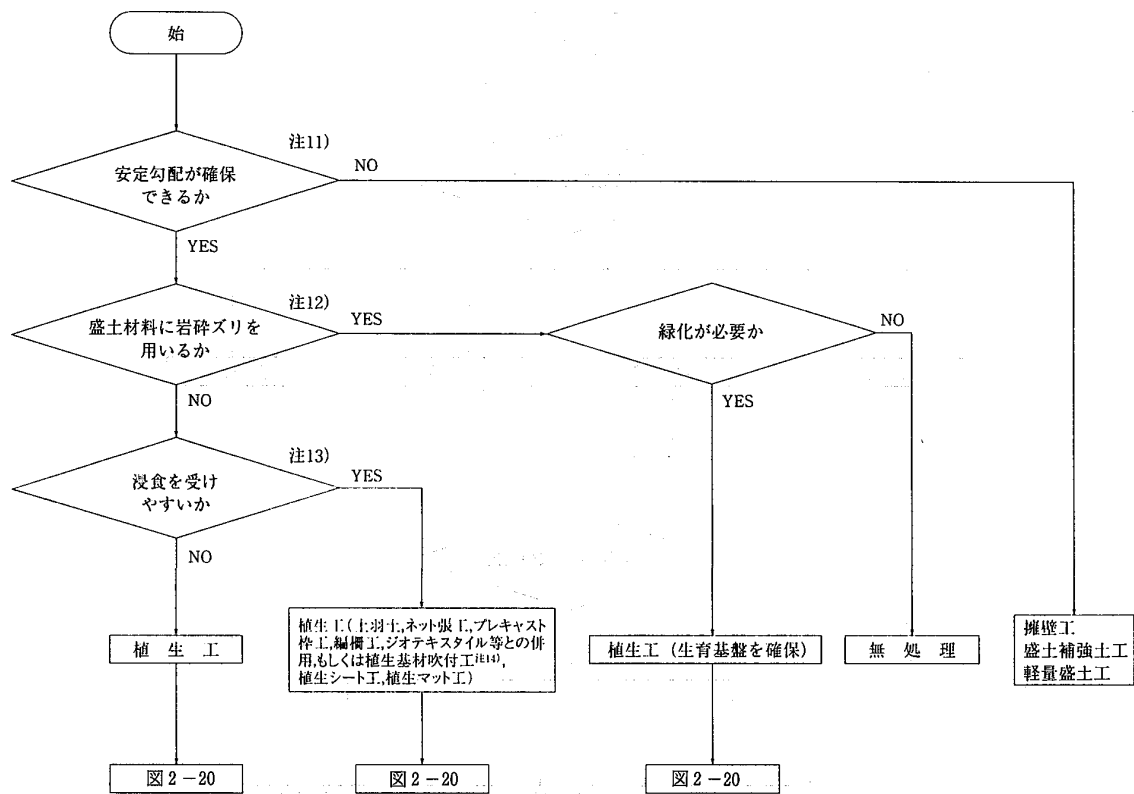 始
注11)
安定勾配が確保
できるか
NO
YES
注12)
盛土材料に岩砕ズリを
用いるか
YES
緑化が必要か
NO
NO
YES
注13)
浸食を受け
やすいか
YES
NO
植生工
植生工(土羽土,ネット張工,プレキャスト
枠工,編柵工,ジオテキスタイル等との併
用,もしくは植生基材吹付工注14),
植生シート工,植生マット工)
植生工(生育基盤を確保)
無処理
擁壁工
盛土補強土工
軽量盛土工
図2-20
図2-20
図2-20